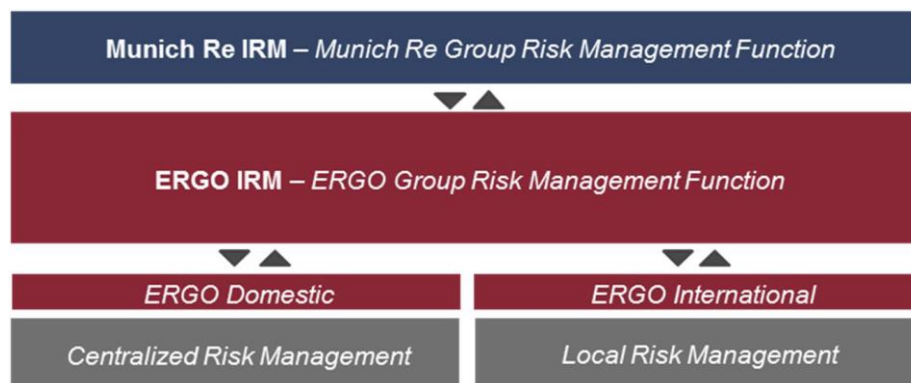 Munich Re IRM – Munich Re Group Risk Management Function
ERGO IRM – ERGO Group Risk Management Function
ERGO Domestic
ERGO International
Centralized Risk Management
Local Risk Management